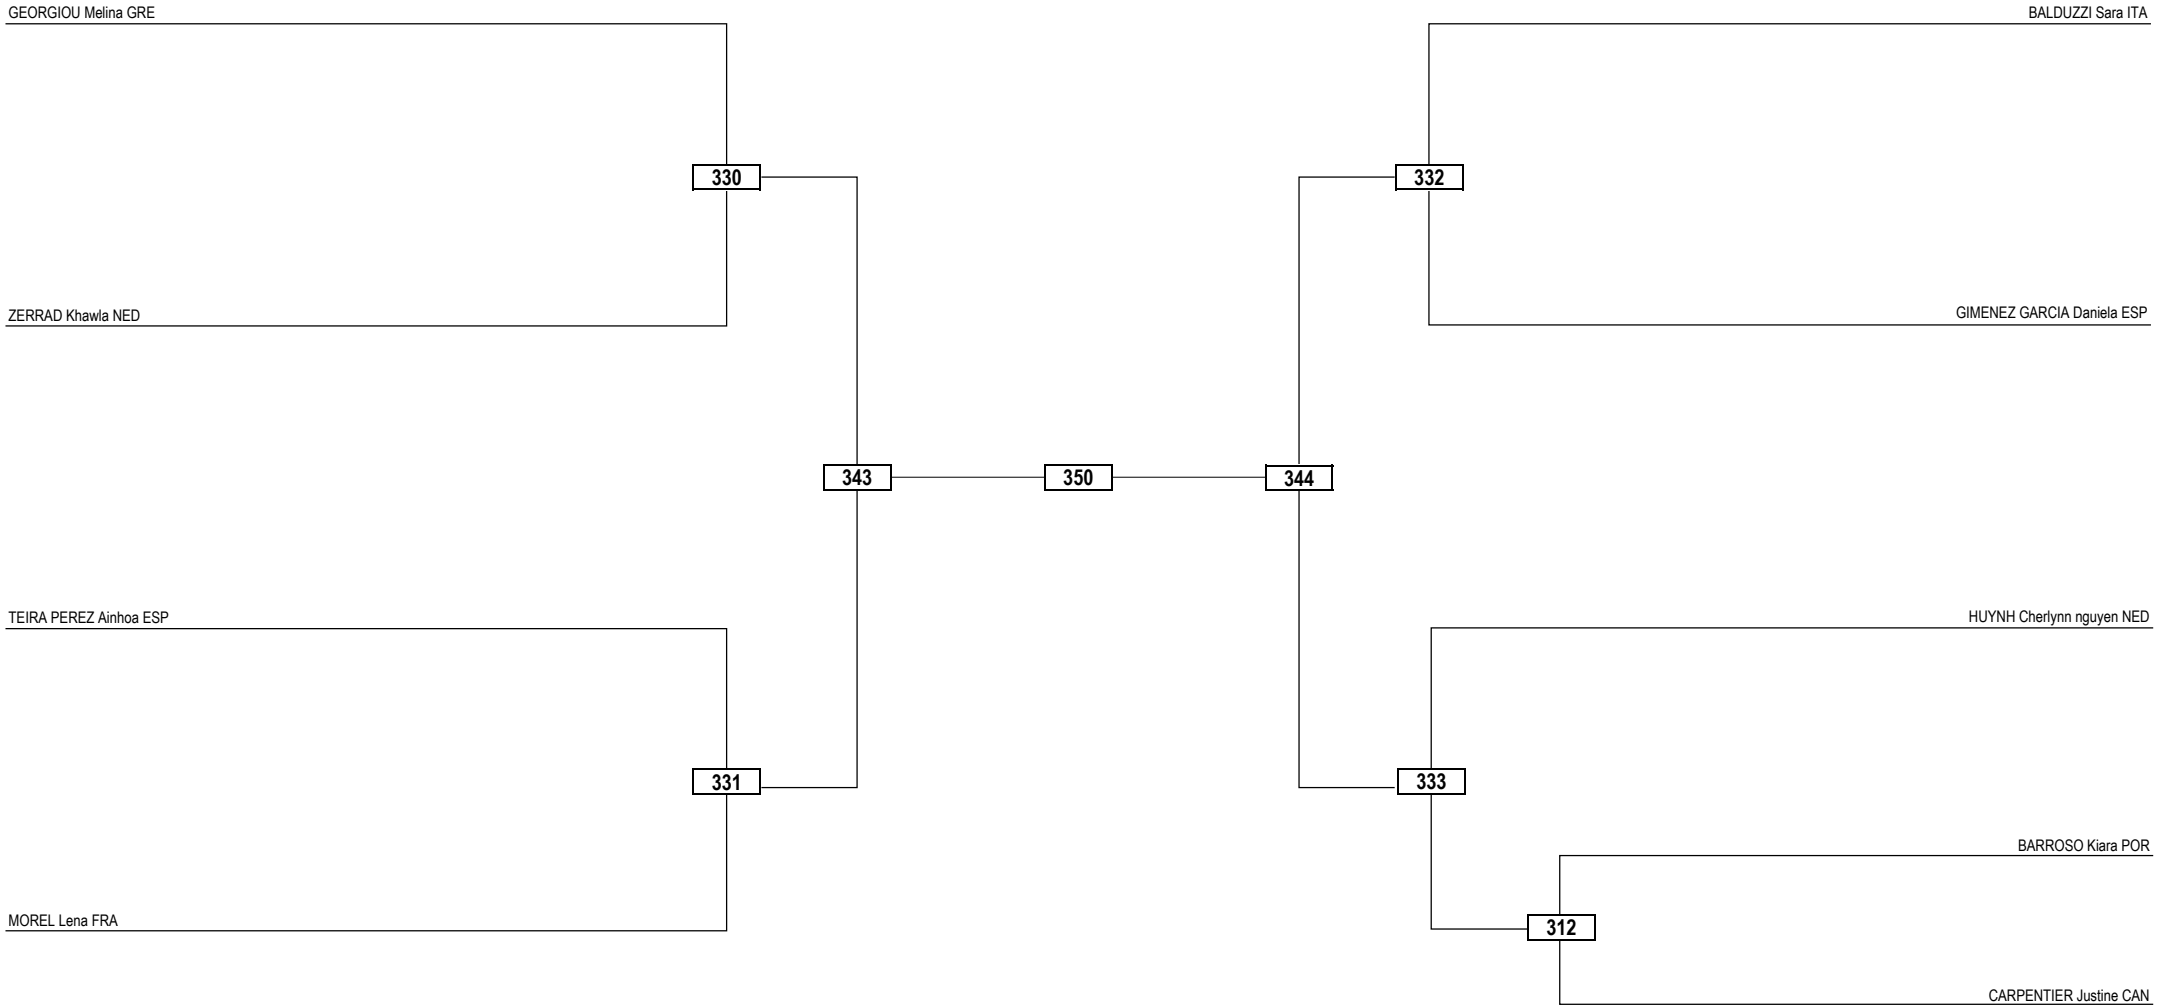 GEORGIOU Melina GRE
BALDUZZI Sara ITA
330
332
ZERRAD Khawla NED
GIMENEZ GARCIA Daniela ESP
343
350
344
TEIRA PEREZ Ainhoa ESP
HUYNH Cherlynn nguyen NED
331
333
BARROSO Kiara POR
MOREL Lena FRA
312
CARPENTIER Justine CAN